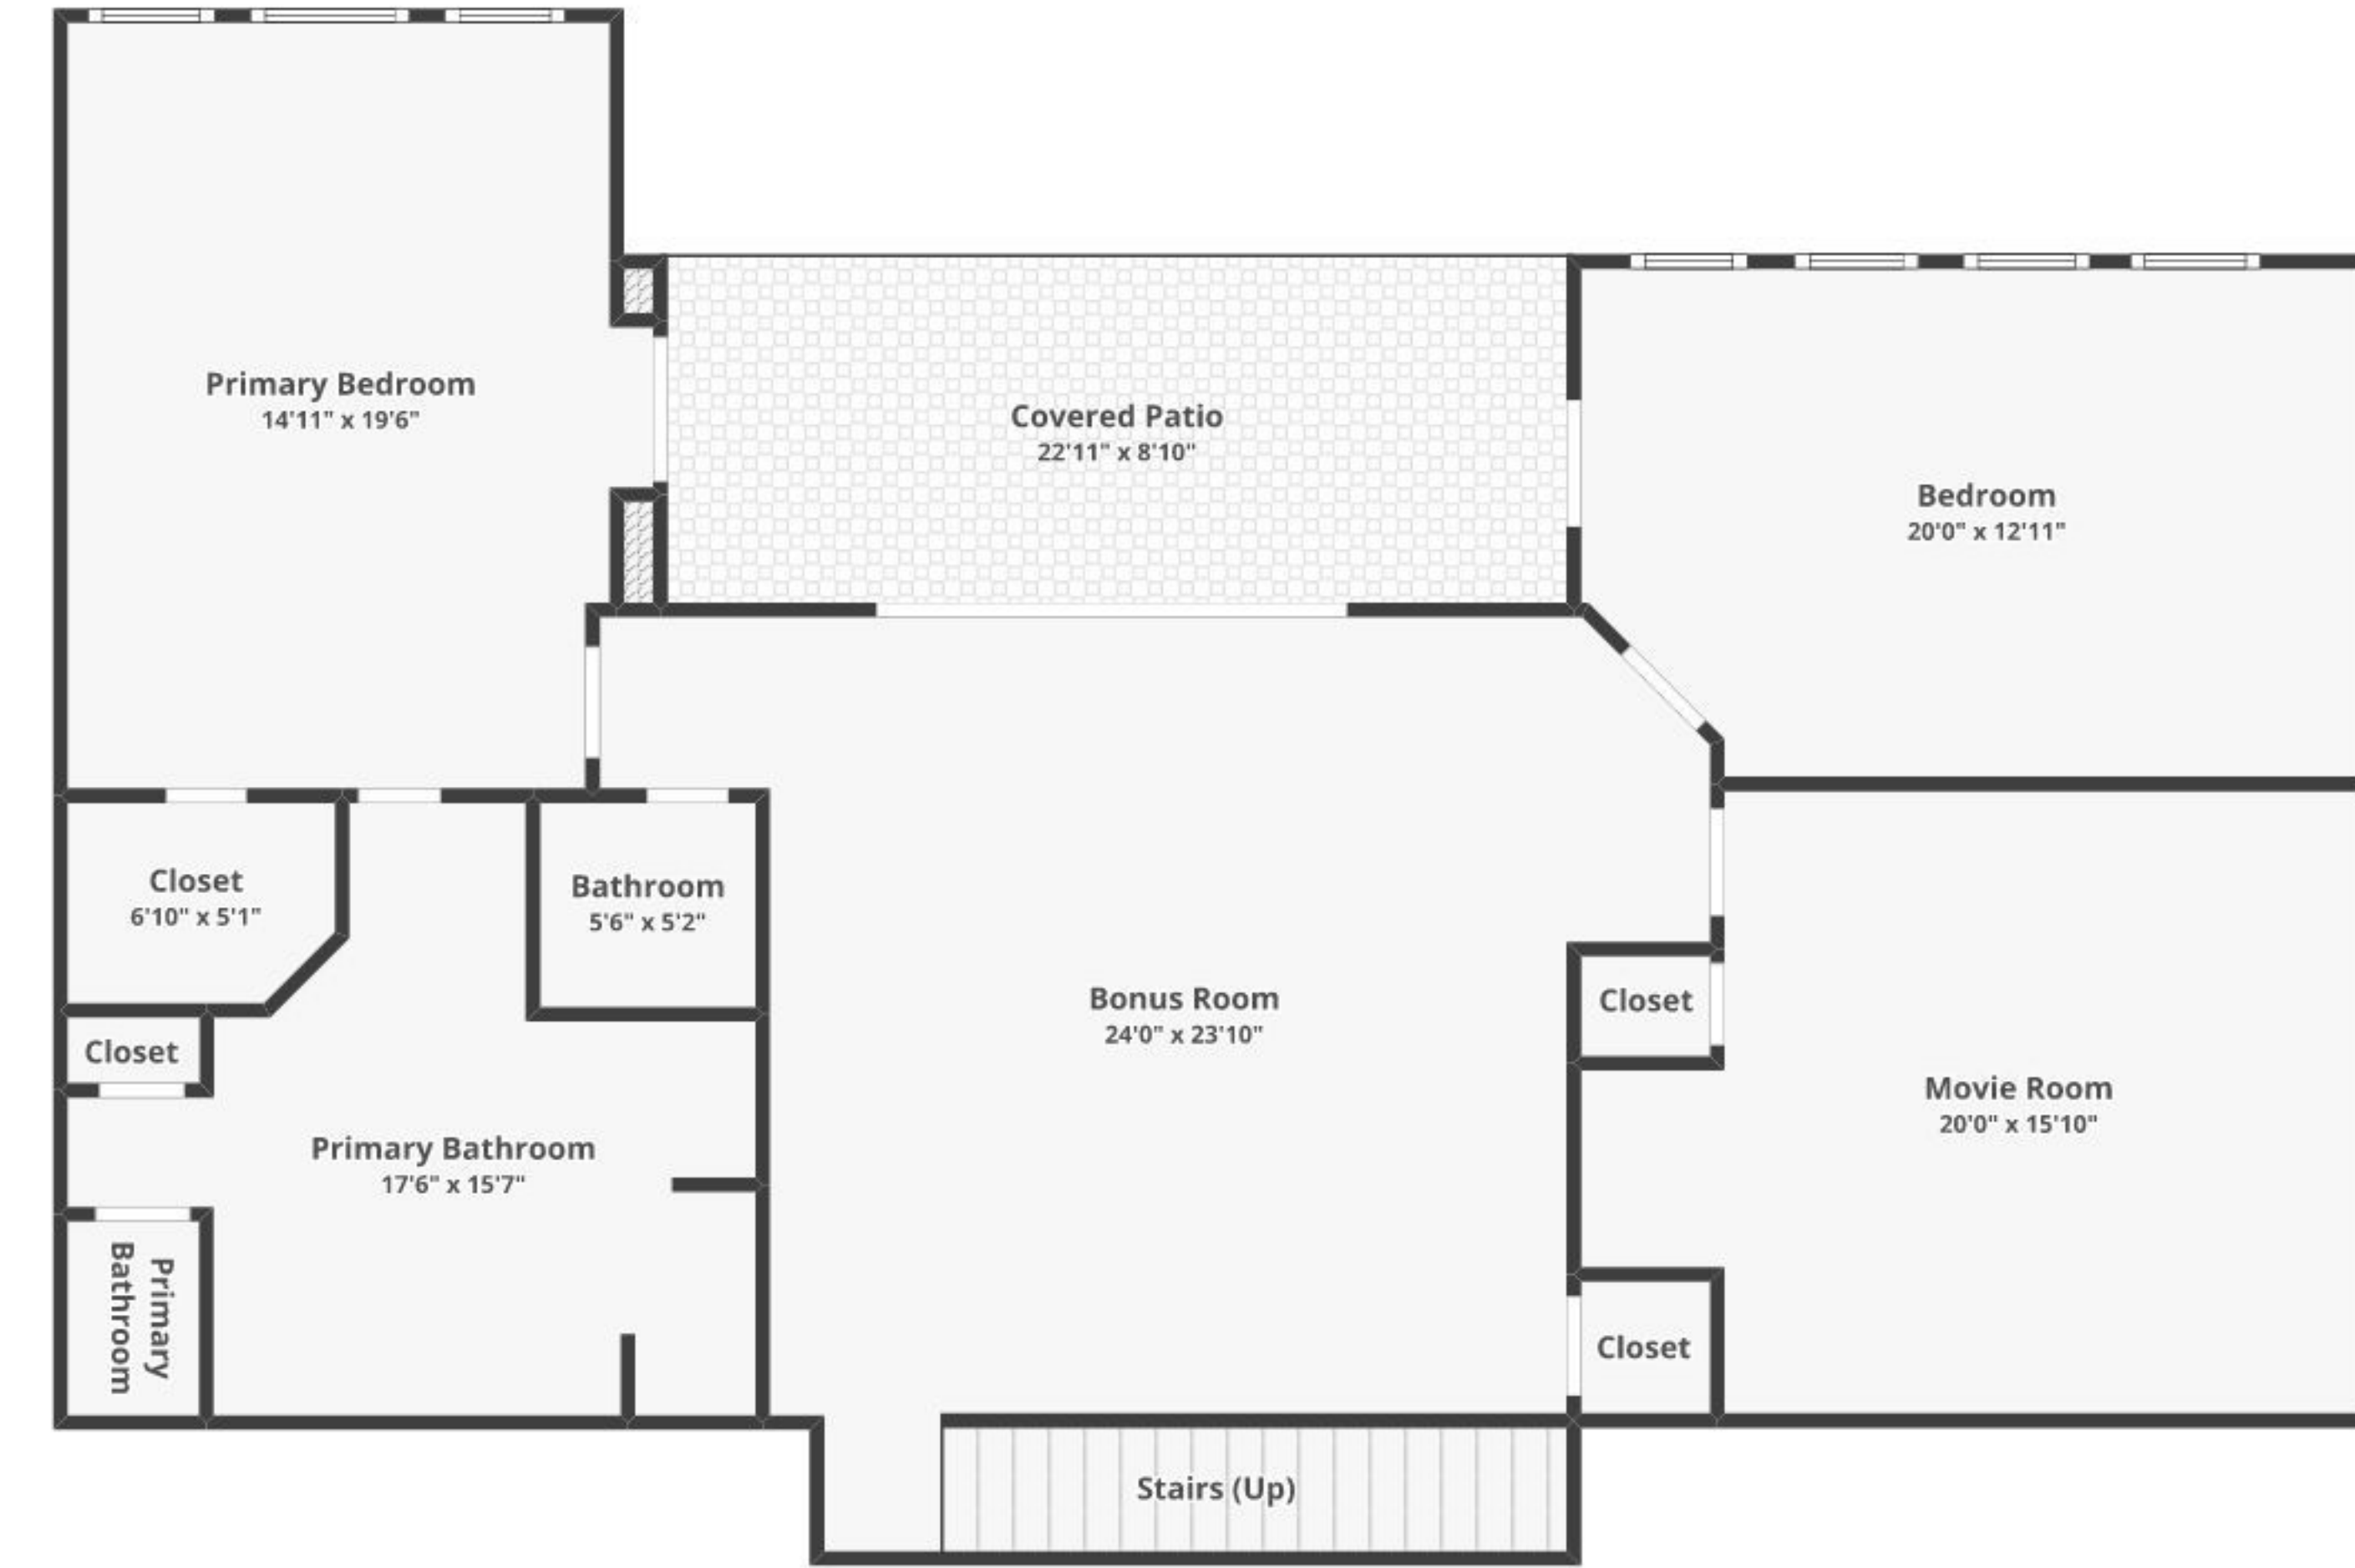 Primary Bedroom
14'11" x 19'6"
Covered Patio
22'11" x 8'10"
Bedroom
20'0" x 12'11"
Closet
6'10" x 5'1"
Bathroom
5'6" x 5'2"
Bonus Room
24'0" x 23'10"
Closet
Closet
Movie Room
20'0" x 15'10"
Primary Bathroom
17'6" x 15'7"
Primary
Bathroom
Closet
Stairs (Up)